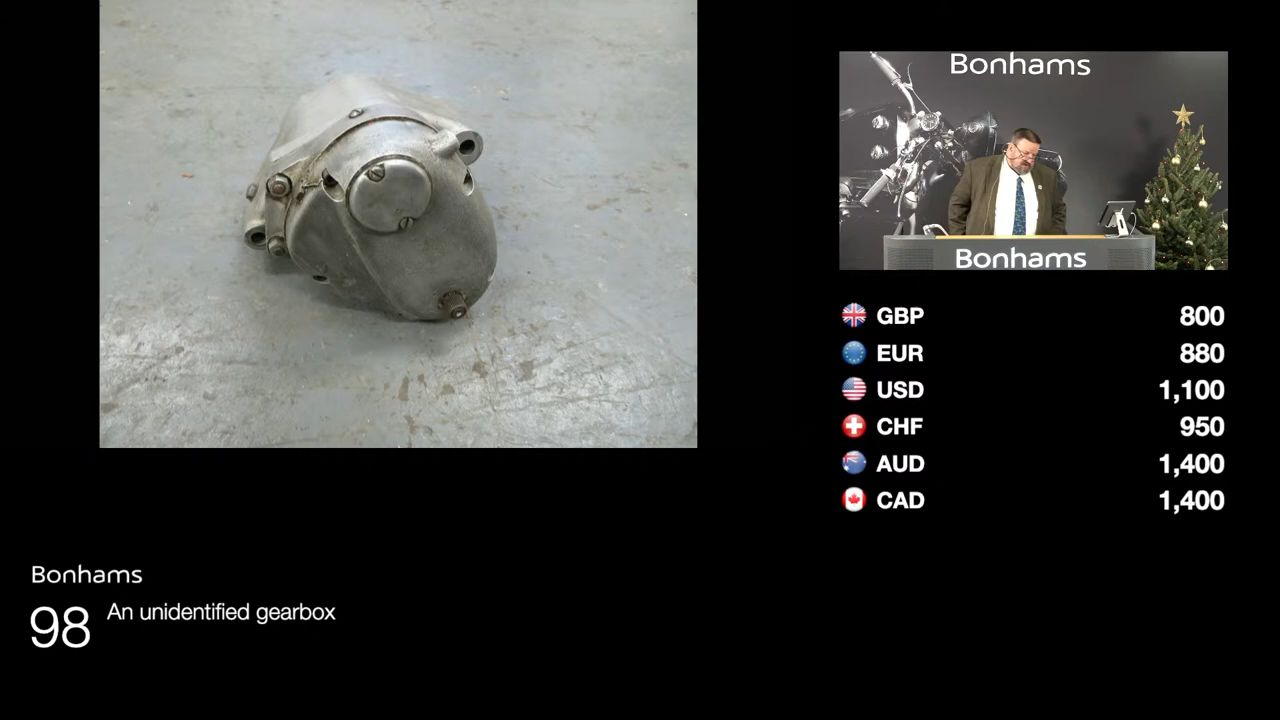 Bonhams
Bonhams
GBP 800
EUR 880
USD 1,100
CHF 950
AUD 1,400
CAD 1,400
Bonhams
98 An unidentified gearbox